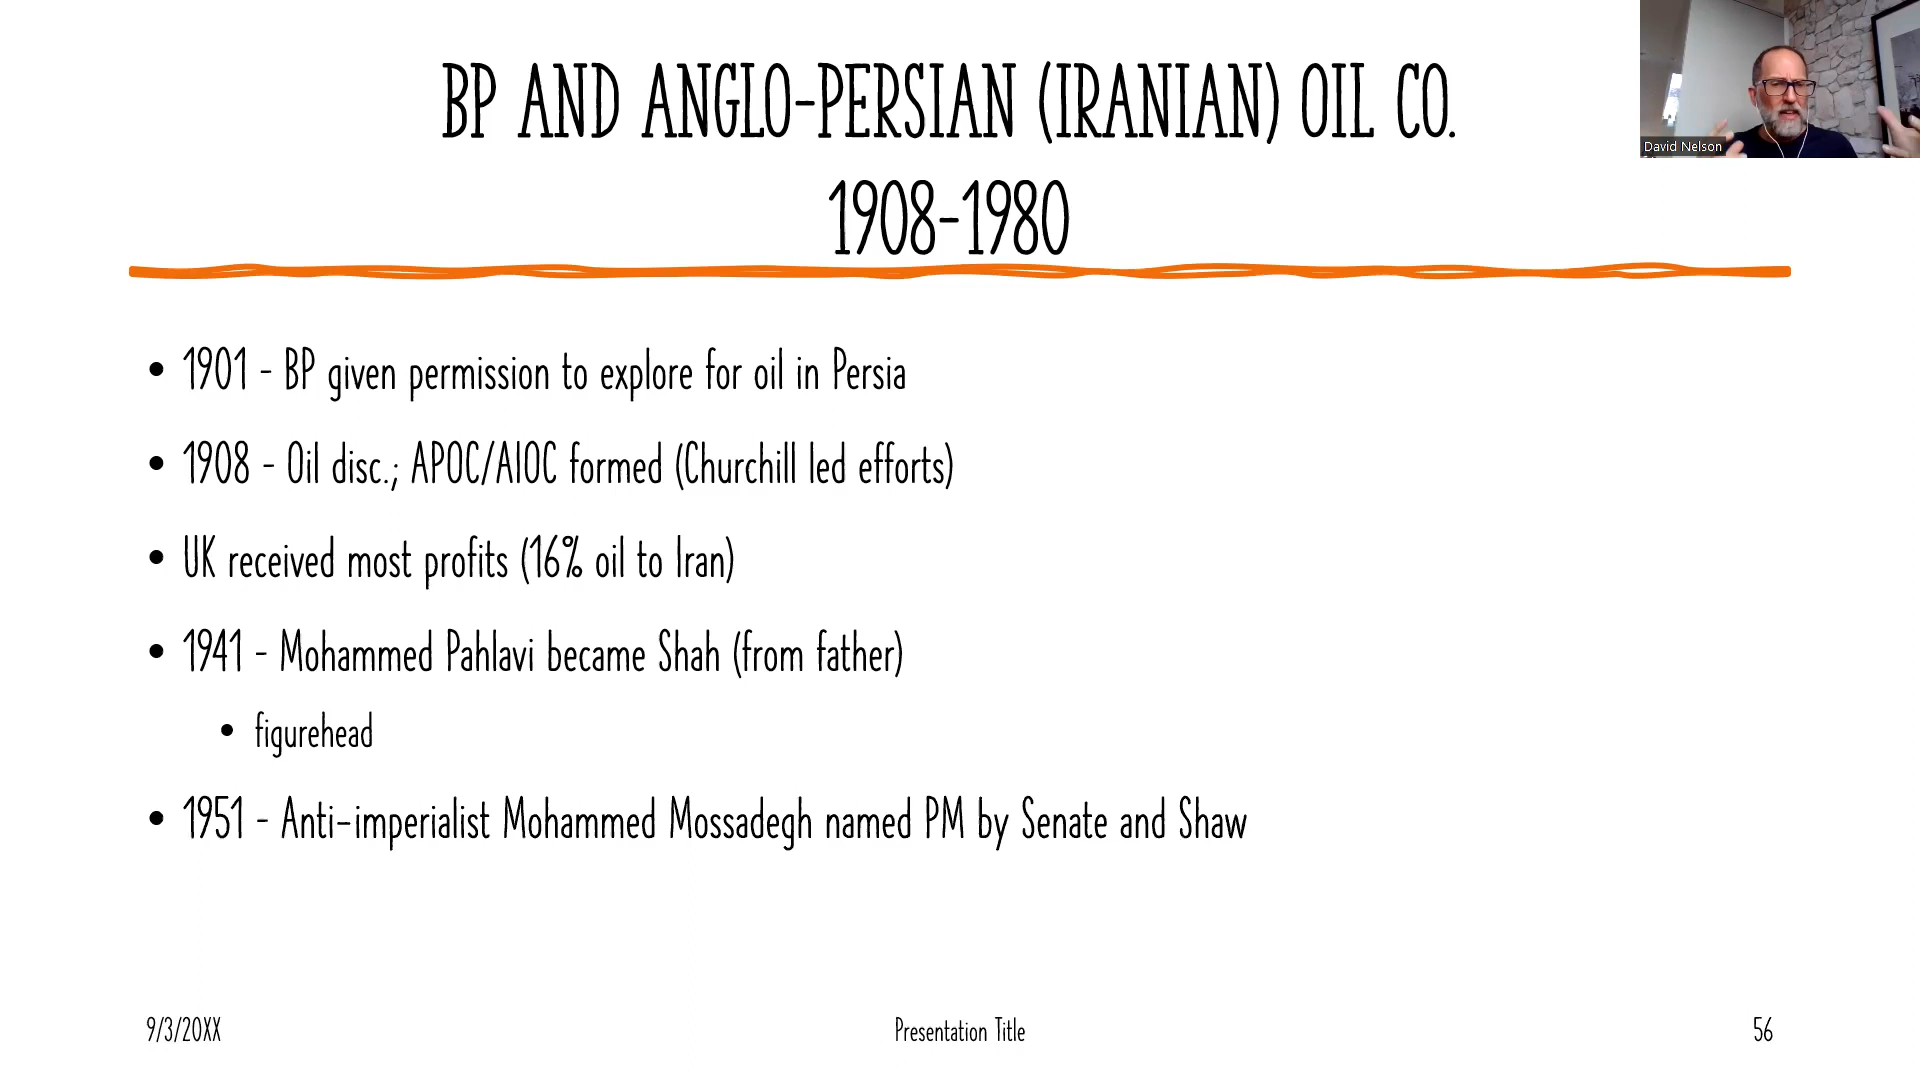 BP AND ANGLO-PERSIAN (IRANIAN) OIL CO.
1908-1980
David Nelson
• 1901 - BP given permission to explore for oil in Persia
• 1908 - Oil disc.; APOC/AIOC formed (Churchill led efforts)
• UK received most profits (16% oil to Iran)
• 1941 - Mohammed Pahlavi became Shah (from father)
• figurehead
• 1951 - Anti-imperialist Mohammed Mossadegh named PM by Senate and Shaw
9/3/20XX
Presentation Title
56